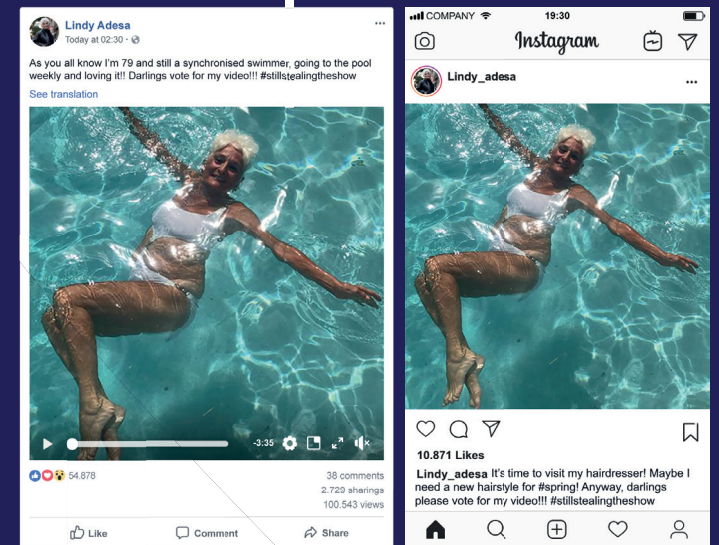 Lindy Adesa
Today at 02:30 ·
As you all know I'm 79 and still a synchronised swimmer, going to the pool
weekly and loving it!! Darlings vote for my video!!! #stillstealingtheshow
See translation
-3:35
54.878
38 comments
2.729 sharings
100.543 views
Like
Comment
Share
COMPANY
19:30
Instagram
Lindy_adesa
10.871 Likes
Lindy_adesa It's time to visit my hairdresser! Maybe I
need a new hairstyle for #spring! Anyway, darlings
please vote for my video!!! #stillstealingtheshow